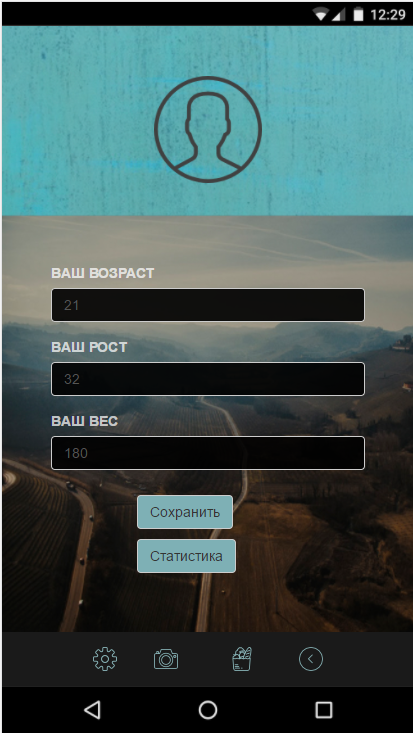 12:29
ВАШ ВОЗРАСТ
21
ВАШ РОСТ
32
ВАШ ВЕС
180
Сохранить
Статистика